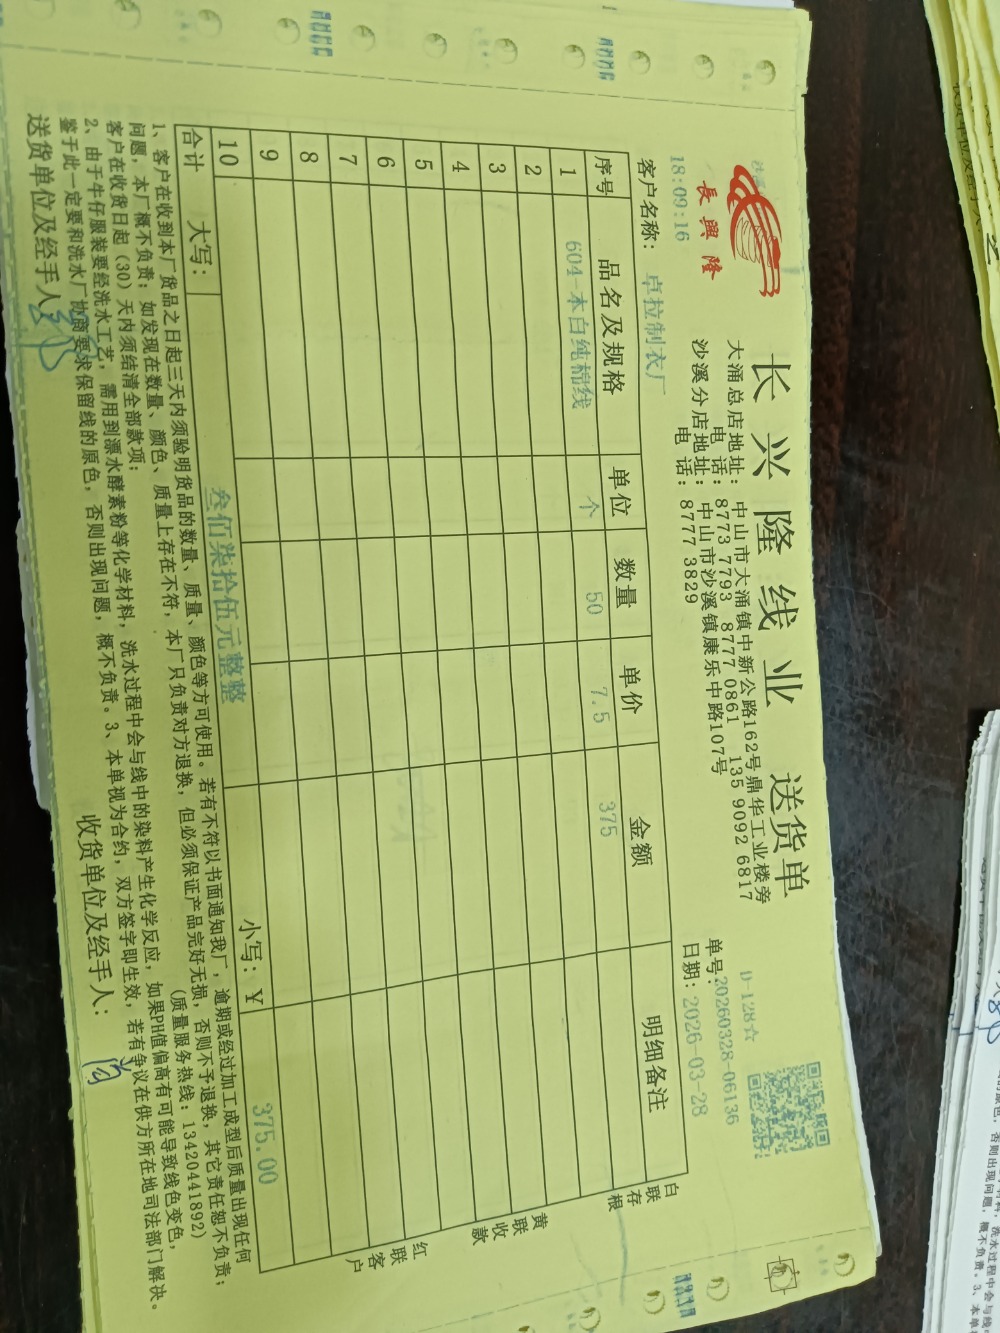 長興隆
长兴隆线业 送货单
D-128☆
大涌总店地址：中山市大涌镇中新公路162号鼎华工业楼旁
电 话：8773 7793 8777 0861 135 9092 6817
沙溪分店地址：中山市沙溪镇康乐中路107号
电 话：8777 3829
单号：20260328-06136
18:09:16
日期：2026-03-28
客户名称：卓拉制衣厂
序号 品名及规格 单位 数量 单价 金额 明细备注
1 604-本白纯棉线 个 50 7.5 375
2
3
4
5
6
7
8
9
10
合计 大写：叁佰柒拾伍元整整 小写：￥ 375.00
白联存根
黄联收款
红联客户
1、客户在收到本厂货品之日起三天内须验明货品的数量、质量、颜色等方可使用。若有不符以书面通知我厂，逾期或经过加工成型后质量出现任何
问题，本厂概不负责；如发现在数量、颜色、质量上存在不符，本厂只负责对方退换，但必须保证产品完好无损，否则不予退换，其它责任恕不负责；
客户在收货日起（30）天内须结清全部款项； （质量服务热线：13420441892）
2、由于牛仔服装要经洗水工艺，需用到漂水酵素粉等化学材料，洗水过程中会与线中的染料产生化学反应，如果PH值偏高有可能导致线色变色，
鉴于此一定要和洗水厂协商要求保留线的原色，否则出现问题，概不负责。3、本单视为合约，双方签字即生效，若有争议在供方所在地司法部门解决。
送货单位及经手人： 收货单位及经手人：